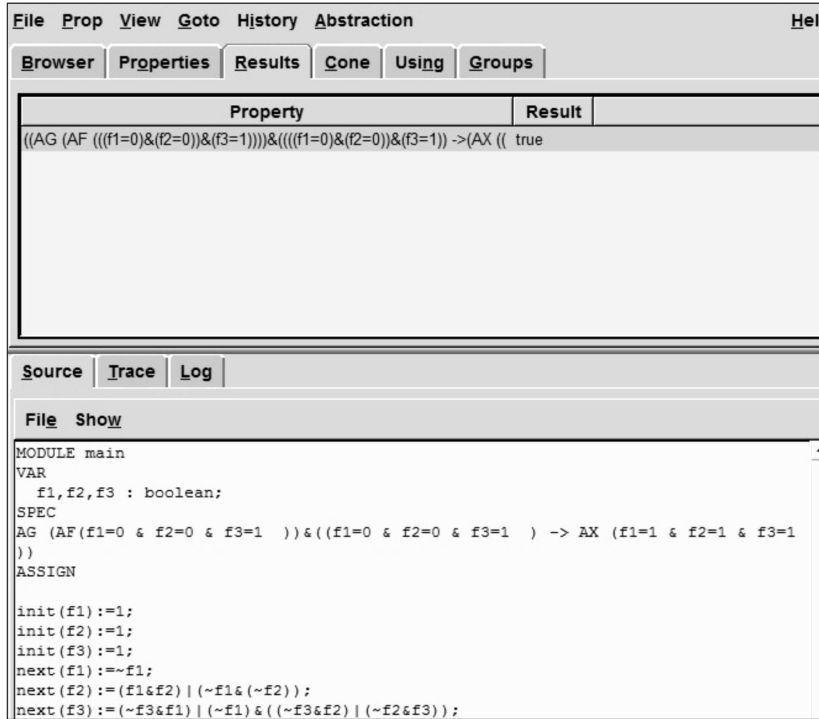 File Prop View Goto History Abstraction Hel
Browser Properties Results Cone Using Groups
Property Result
((AG (AF (((f1=0)&(f2=0))&(f3=1))))&((((f1=0)&(f2=0))&(f3=1)) ->(AX (( true
Source Trace Log
File Show
MODULE main
VAR
f1,f2,f3 : boolean;
SPEC
AG (AF(f1=0 & f2=0 & f3=1 ))&((f1=0 & f2=0 & f3=1 ) -> AX (f1=1 & f2=1 & f3=1
))
ASSIGN
init(f1):=1;
init(f2):=1;
init(f3):=1;
next(f1):=~f1;
next(f2):=(f1&f2)|(~f1&(~f2));
next(f3):=(~f3&f1)|(~f1)&((~f3&f2)|(~f2&f3));